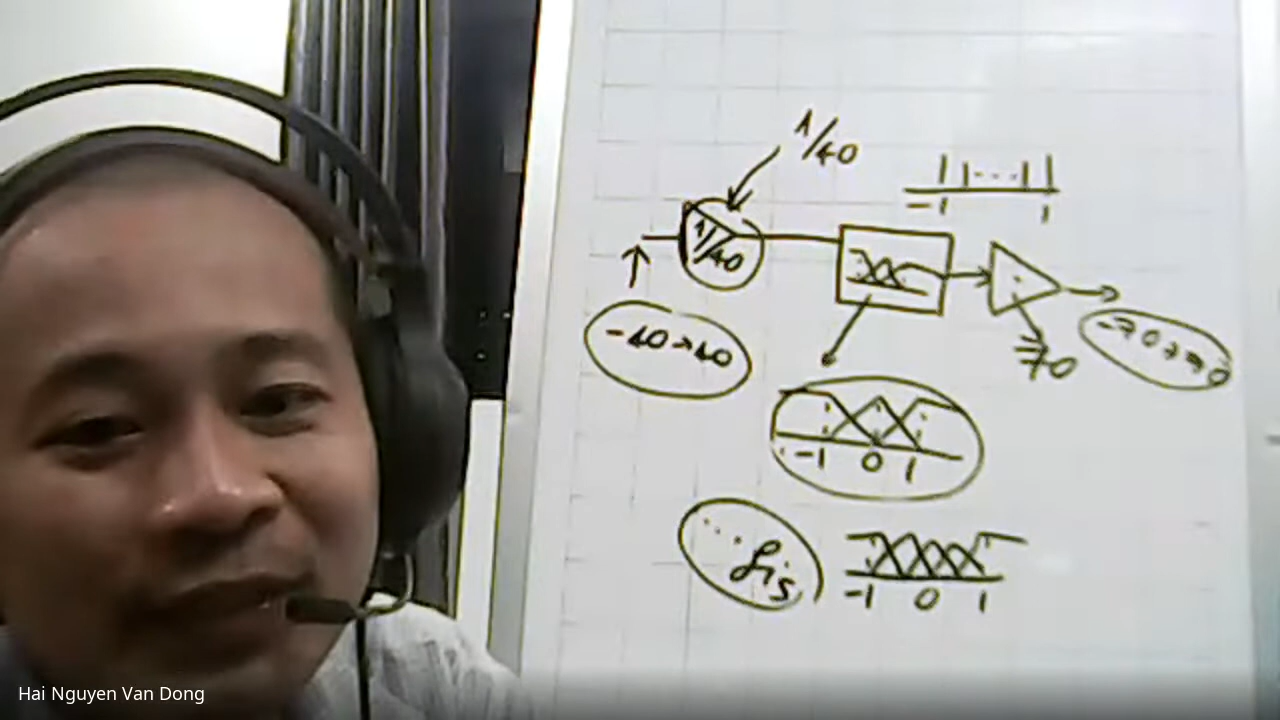 1/40
-1 1
1/40
-40→40
70
-70→70
-1 0 1
...fis
-1 0 1
Hai Nguyen Van Dong